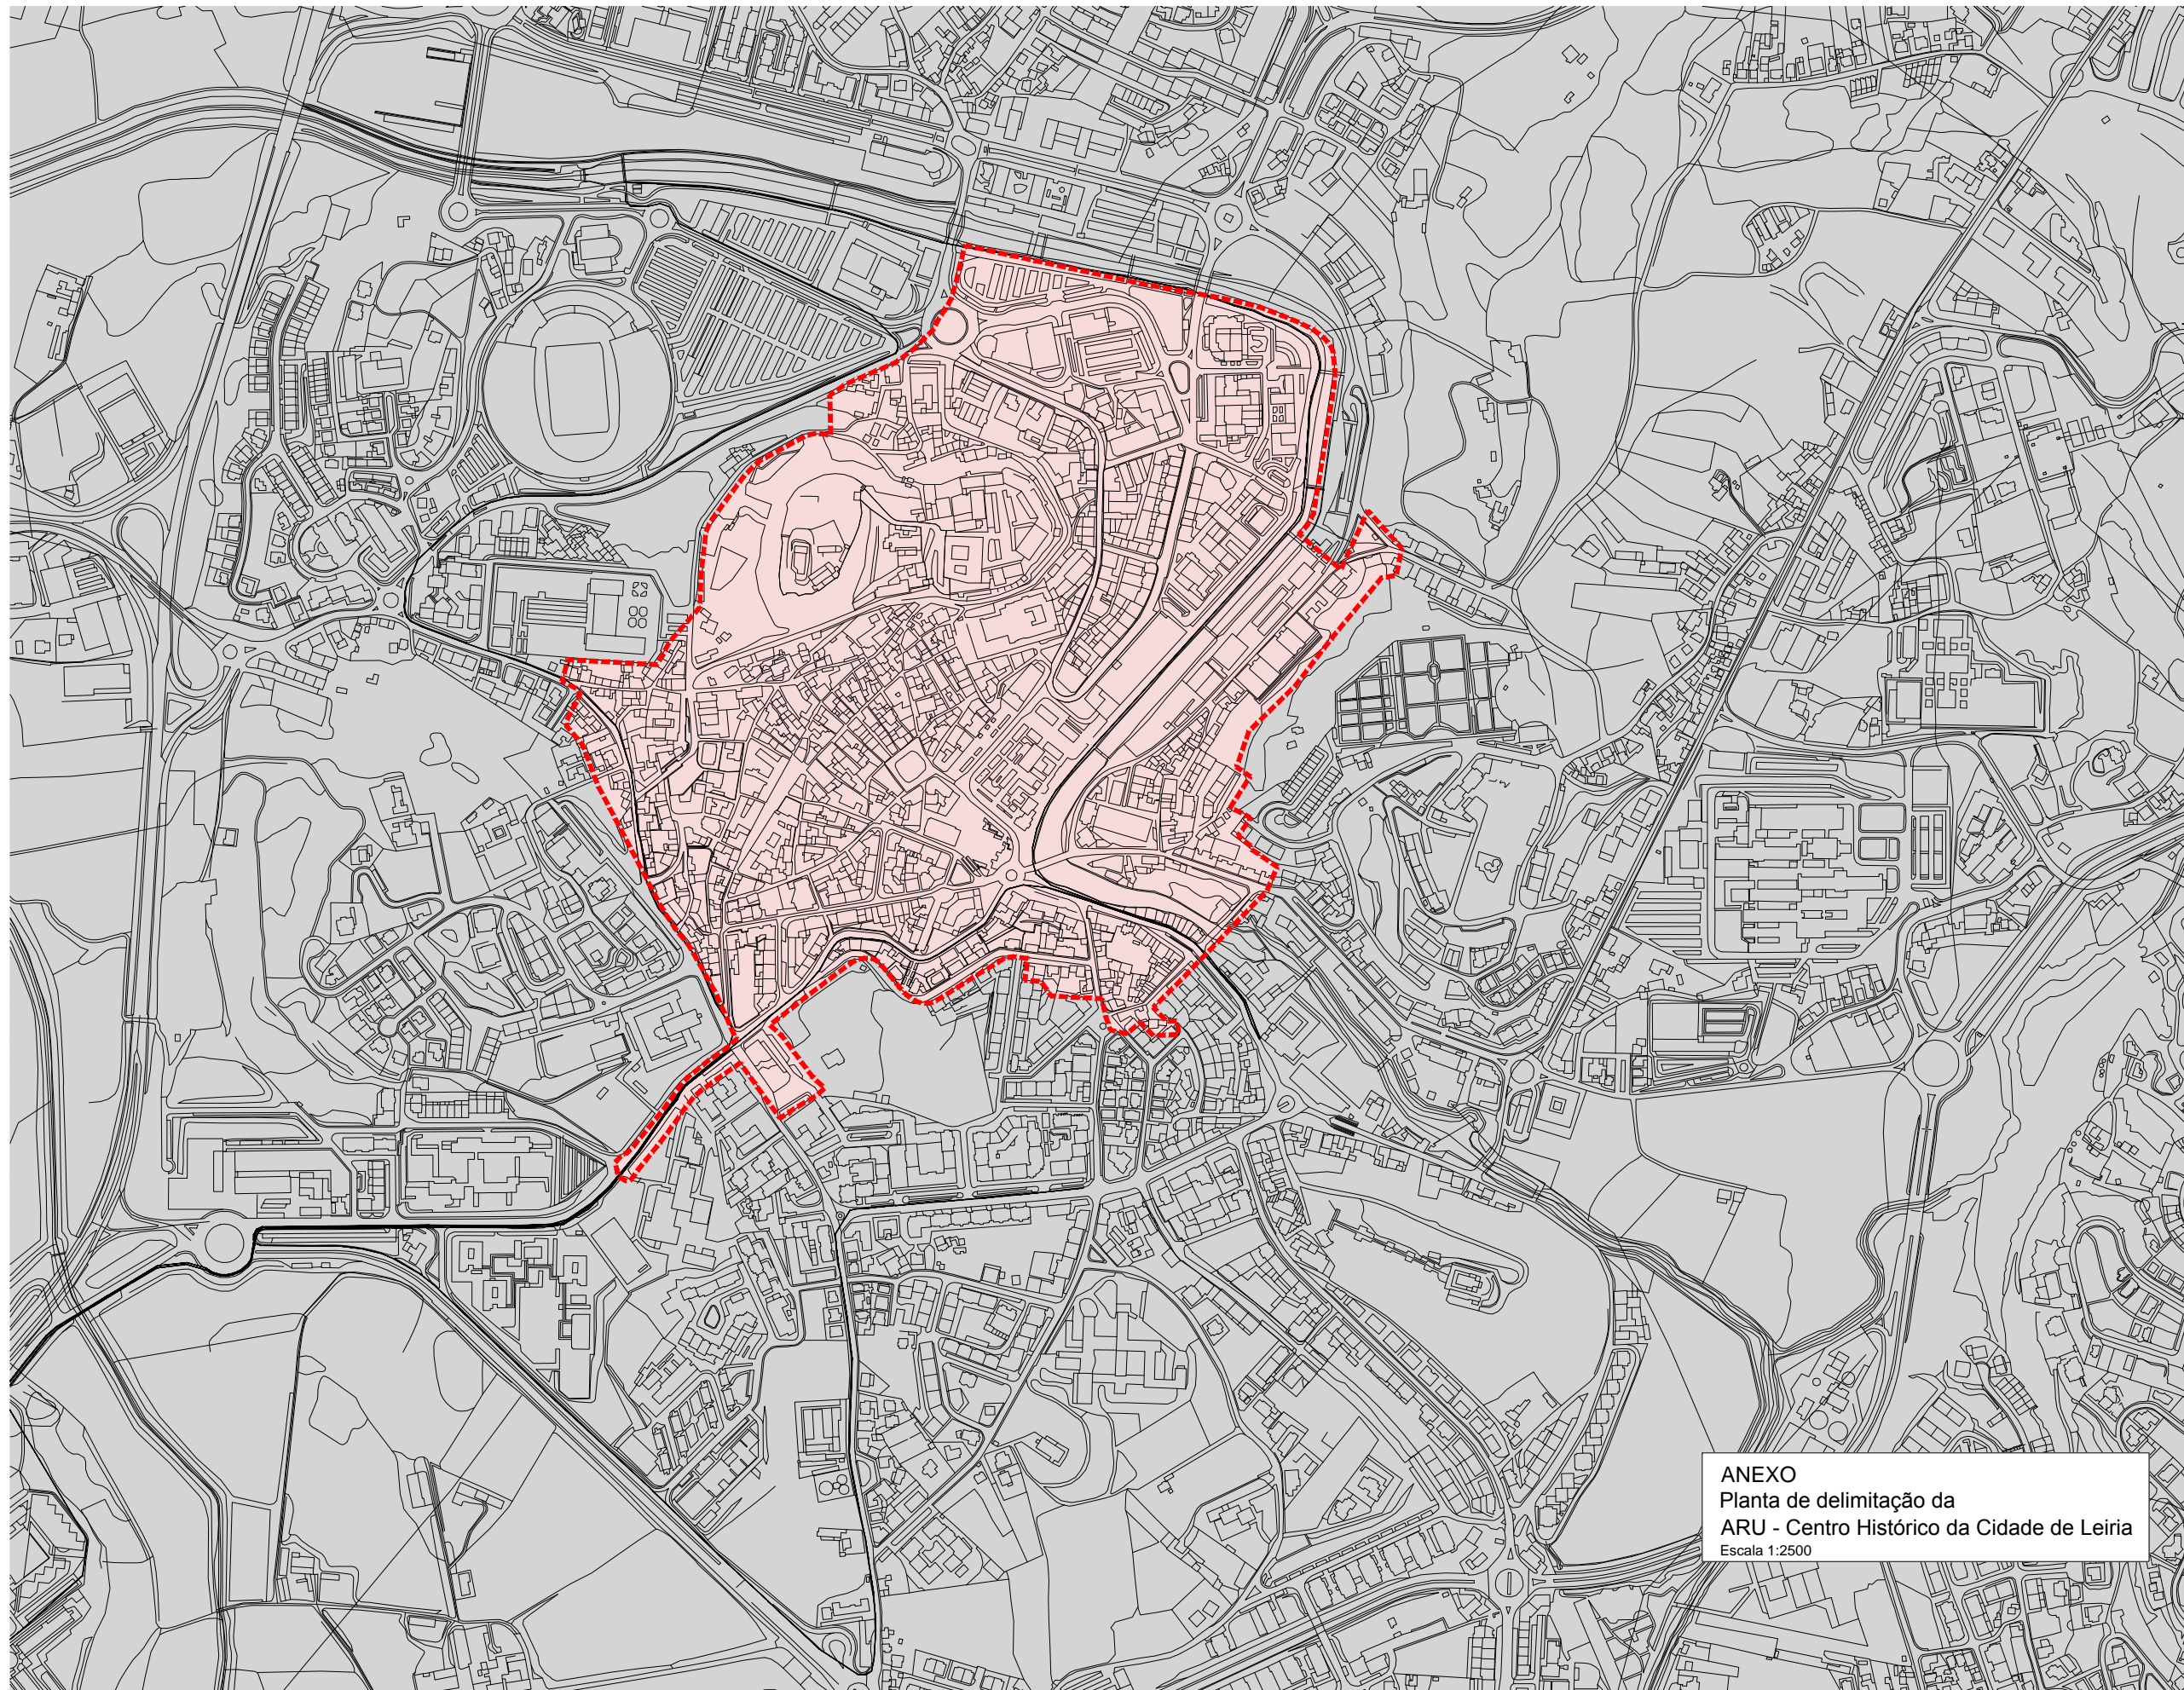 ANEXO
Planta de delimitação da
ARU - Centro Histórico da Cidade de Leiria
Escala 1:2500